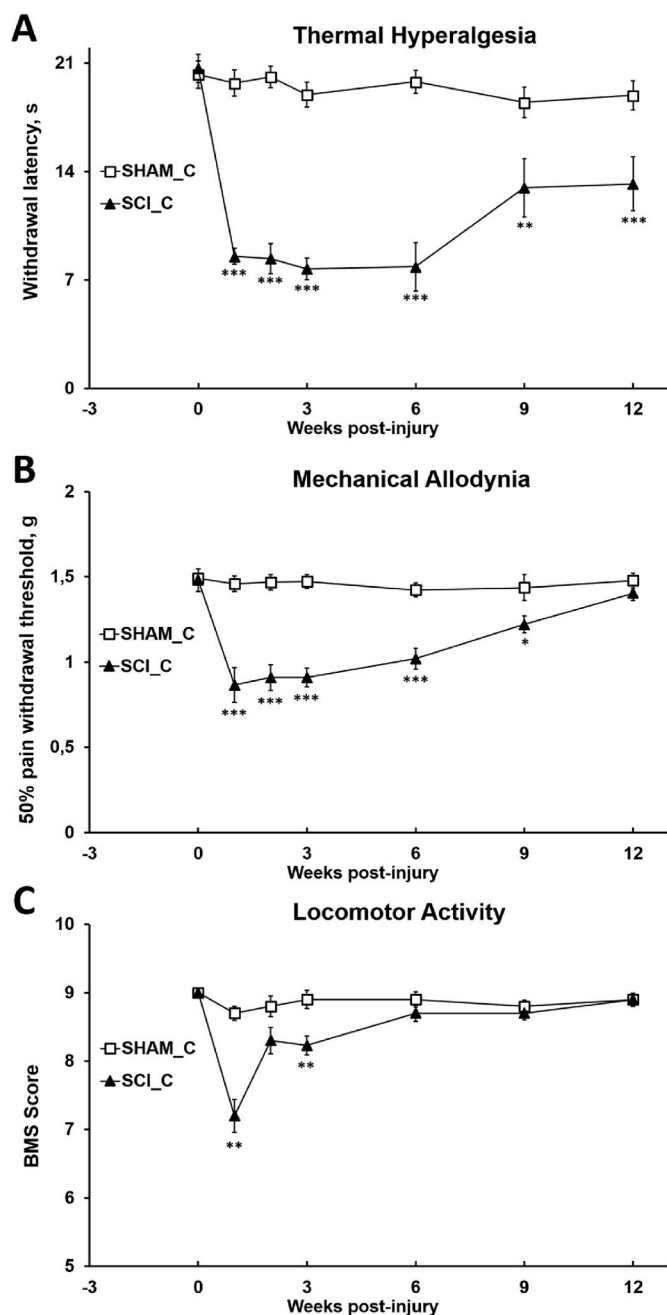 A
Thermal Hyperalgesia
Withdrawal latency, s
21
14
7
0
SHAM_C
SCI_C
***
***
***
***
**
***
-3
0
3
6
9
12
Weeks post-injury
B
Mechanical Allodynia
50% pain withdrawal threshold, g
2
1,5
1
0,5
0
SHAM_C
SCI_C
***
***
***
***
*
-3
0
3
6
9
12
Weeks post-injury
C
Locomotor Activity
BMS Score
10
9
8
7
6
5
SHAM_C
SCI_C
**
**
-3
0
3
6
9
12
Weeks post-injury